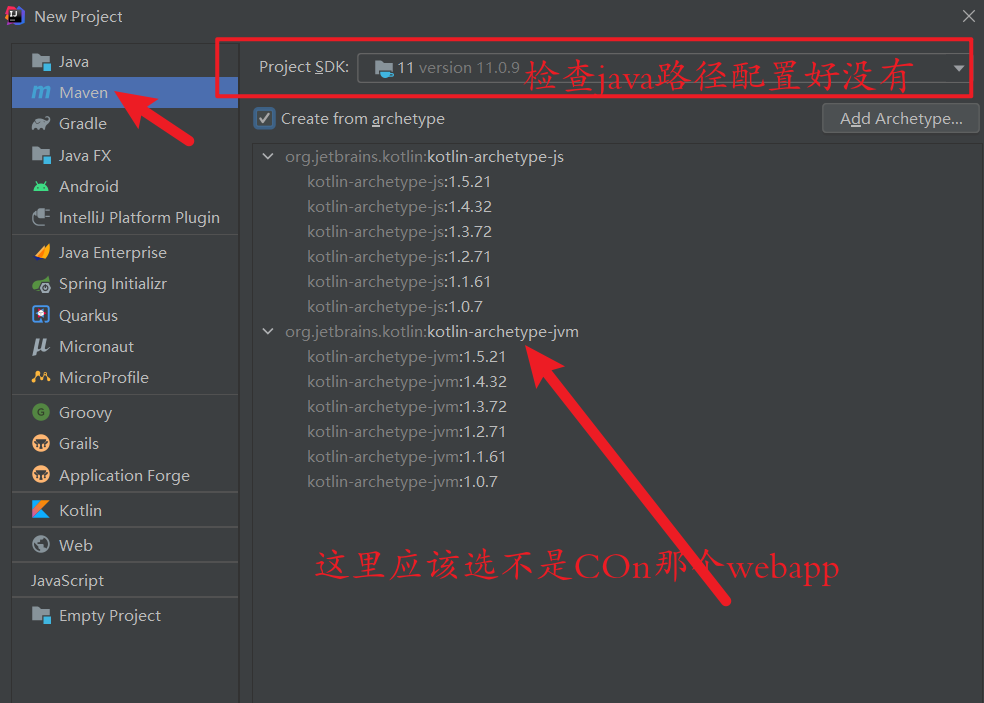 New Project
Java
Maven
Gradle
Java FX
Android
IntelliJ Platform Plugin
Java Enterprise
Spring Initializr
Quarkus
Micronaut
MicroProfile
Groovy
Grails
Application Forge
Kotlin
Web
JavaScript
Empty Project
Project SDK: 11 version 11.0.9
检查java路径配置好没有
Create from archetype
Add Archetype...
org.jetbrains.kotlin:kotlin-archetype-js
kotlin-archetype-js:1.5.21
kotlin-archetype-js:1.4.32
kotlin-archetype-js:1.3.72
kotlin-archetype-js:1.2.71
kotlin-archetype-js:1.1.61
kotlin-archetype-js:1.0.7
org.jetbrains.kotlin:kotlin-archetype-jvm
kotlin-archetype-jvm:1.5.21
kotlin-archetype-jvm:1.4.32
kotlin-archetype-jvm:1.3.72
kotlin-archetype-jvm:1.2.71
kotlin-archetype-jvm:1.1.61
kotlin-archetype-jvm:1.0.7
这里应该选不是COn那个webapp